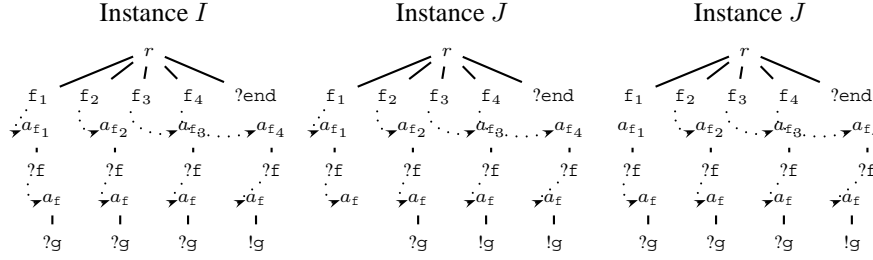 Instance I Instance J Instance J
r r r
f1 f2 f3 f4 ?end f1 f2 f3 f4 ?end f1 f2 f3 f4 ?end
af1 af2 af3 af4 af1 af2 af3 af4 af1 af2 af3 af
?f ?f ?f ?f ?f ?f ?f ?f ?f ?f ?f
af af af af af af af af af af af af
?g ?g ?g !g ?g !g !g ?g ?g ?g !g